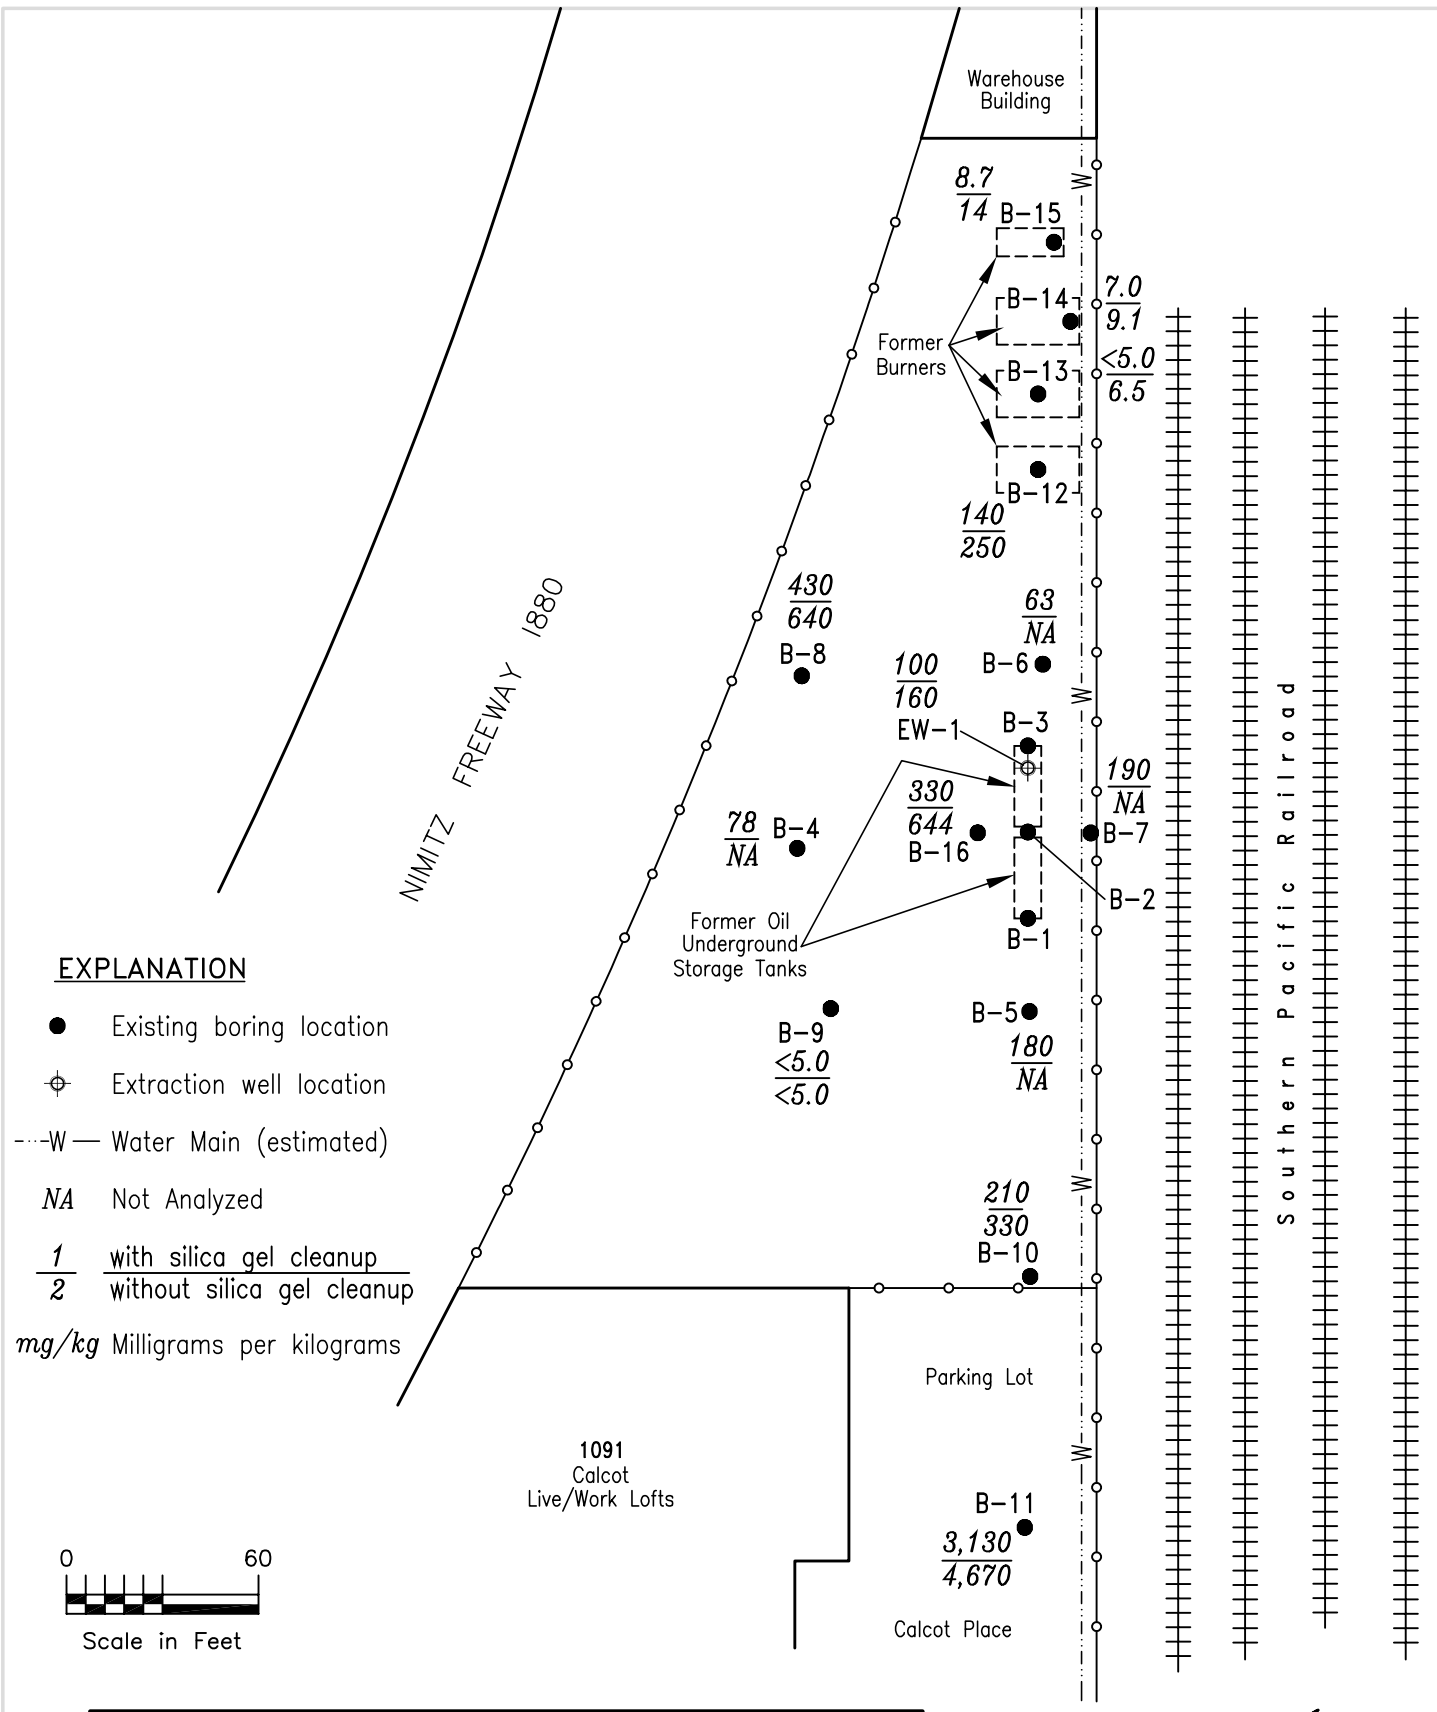 Warehouse
Building
W
8.7
14
B-15
B-14
7.0
9.1
Former
Burners
B-13
<5.0
6.5
B-12
140
250
430
640
B-8
63
NA
B-6
W
100
160
EW-1
B-3
NIMITZ FREEWAY I880
190
NA
B-7
330
644
B-16
78
NA
B-4
B-2
B-1
Former Oil
Underground
Storage Tanks
Southern Pacific Railroad
B-9
<5.0
<5.0
B-5
180
NA
W
210
330
B-10
EXPLANATION
Existing boring location
Extraction well location
W Water Main (estimated)
NA Not Analyzed
1 with silica gel cleanup
2 without silica gel cleanup
mg/kg Milligrams per kilograms
Parking Lot
W
1091
Calcot
Live/Work Lofts
B-11
3,130
4,670
Calcot Place
0 60
Scale in Feet